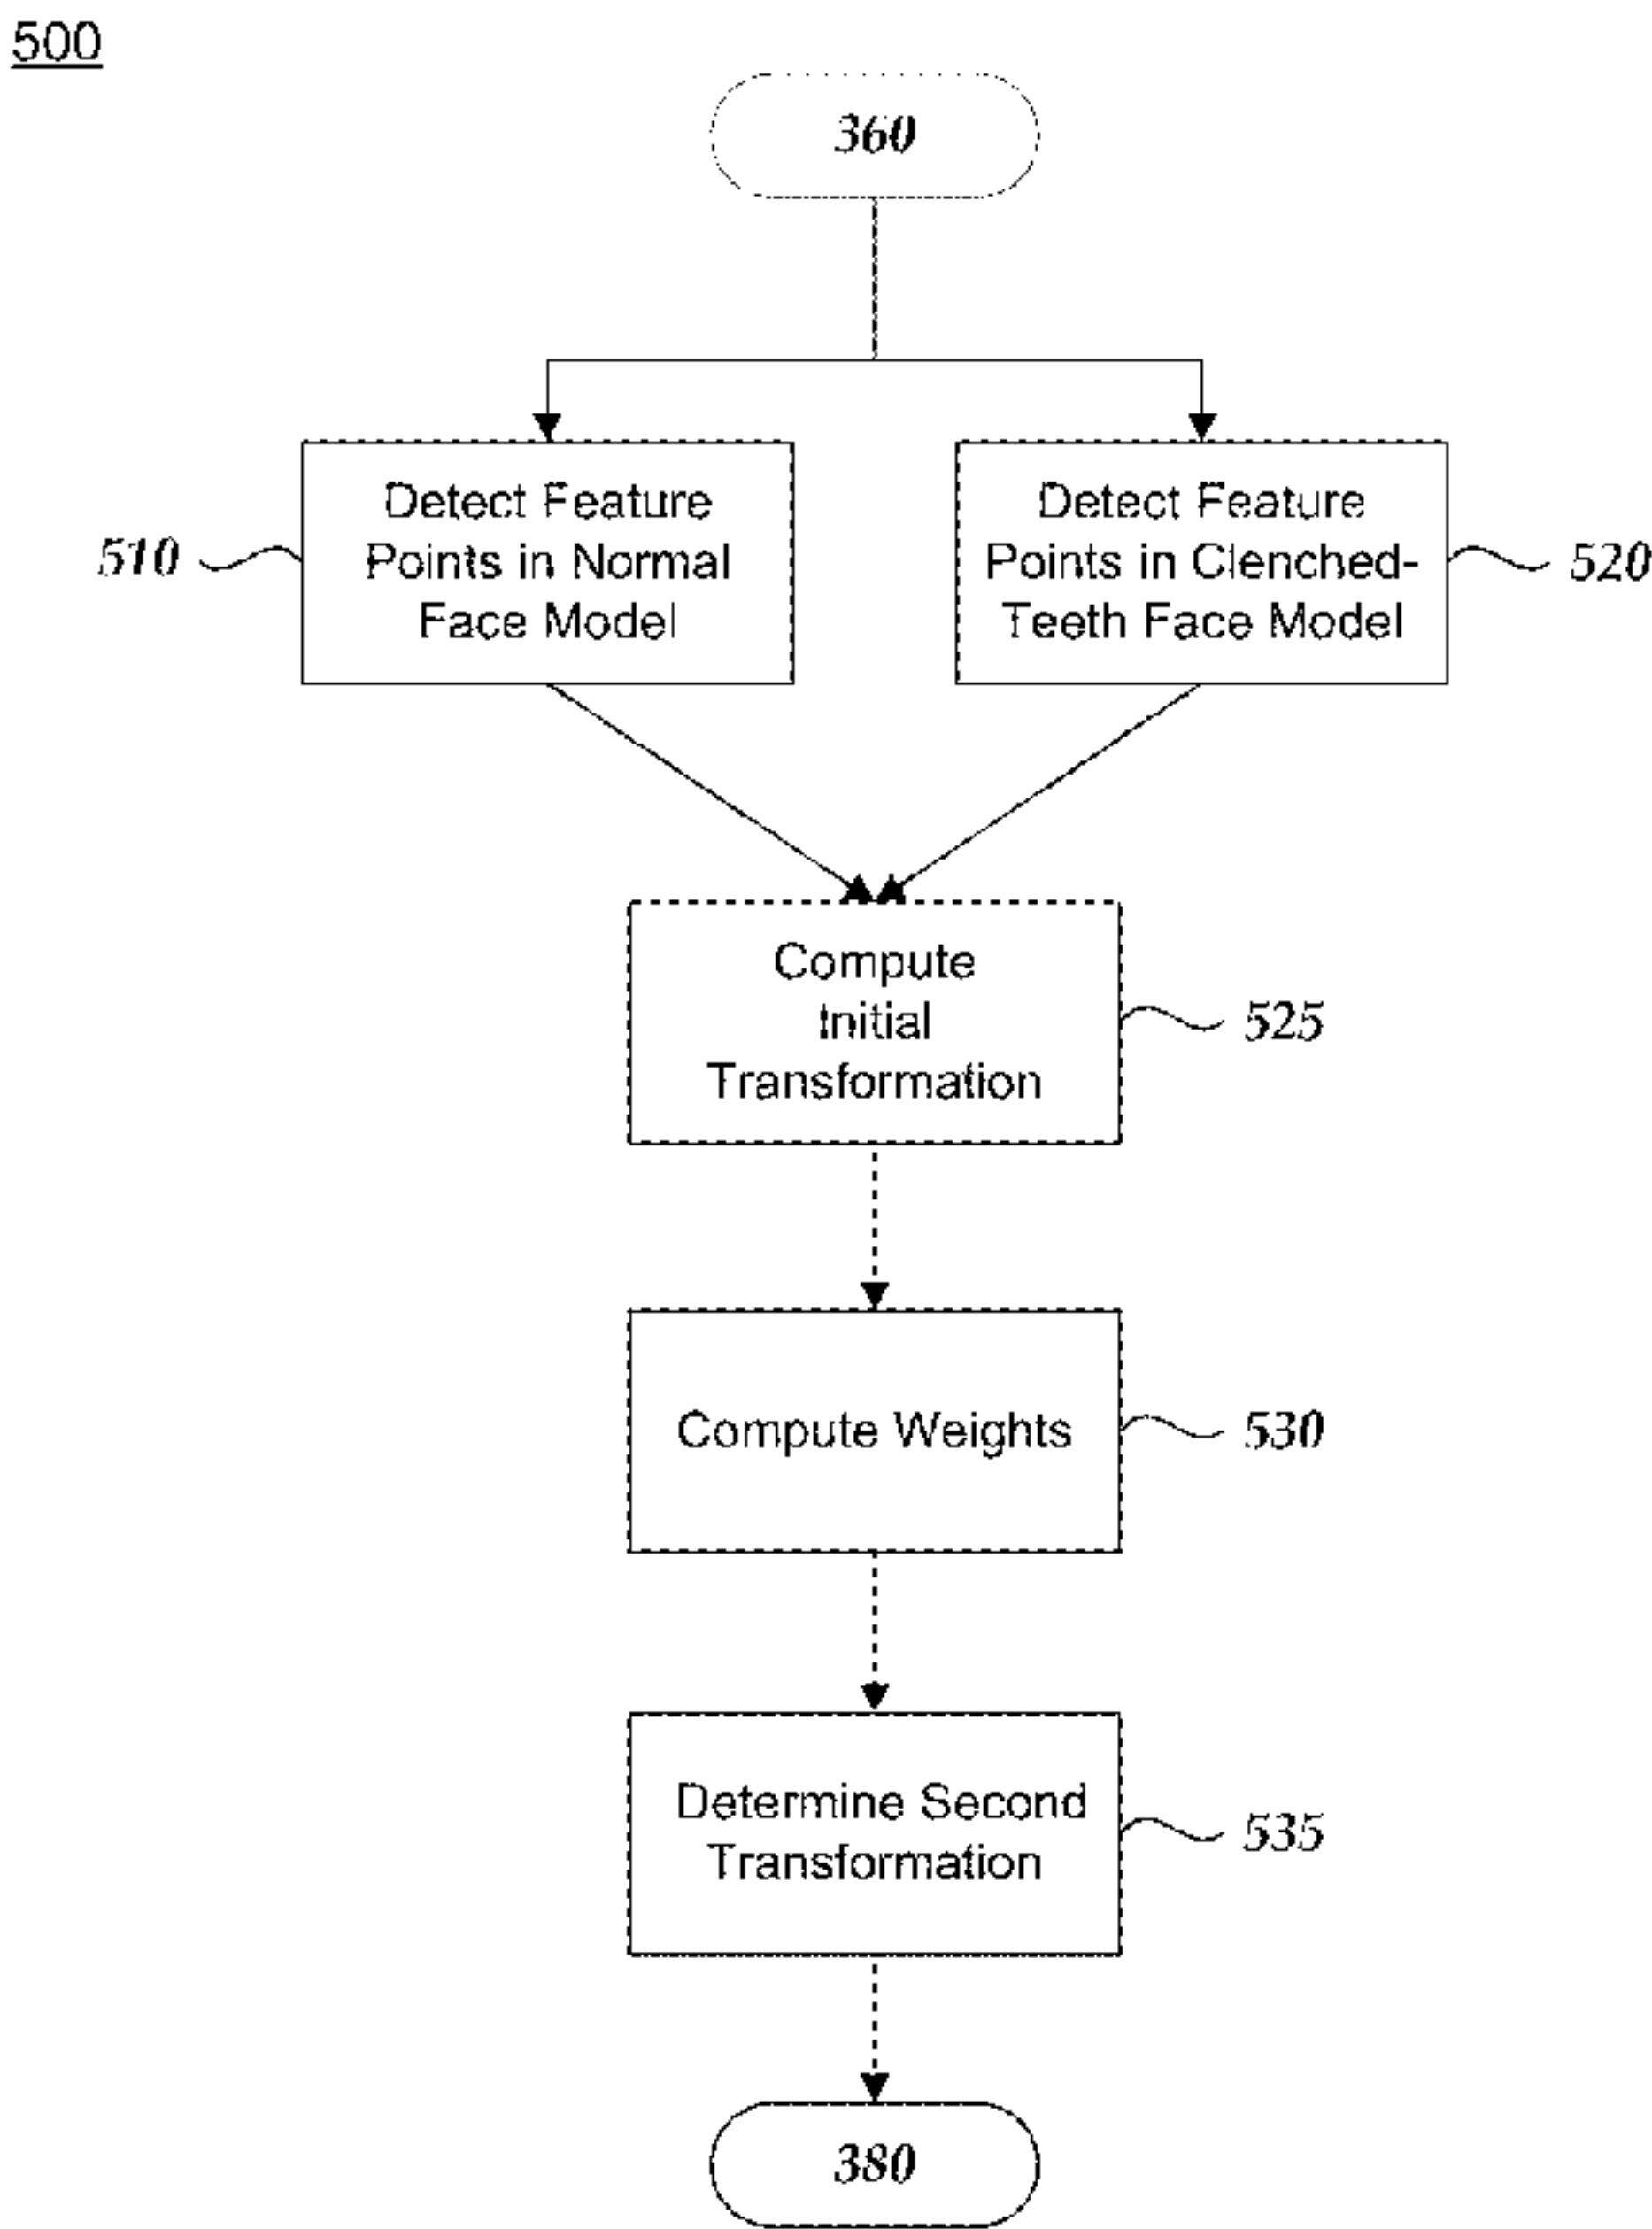 500
360
Detect Feature
Points in Normal
Face Model
510
Detect Feature
Points in Clenched-
Teeth Face Model
520
Compute
Initial
Transformation
525
Compute Weights
530
Determine Second
Transformation
535
380